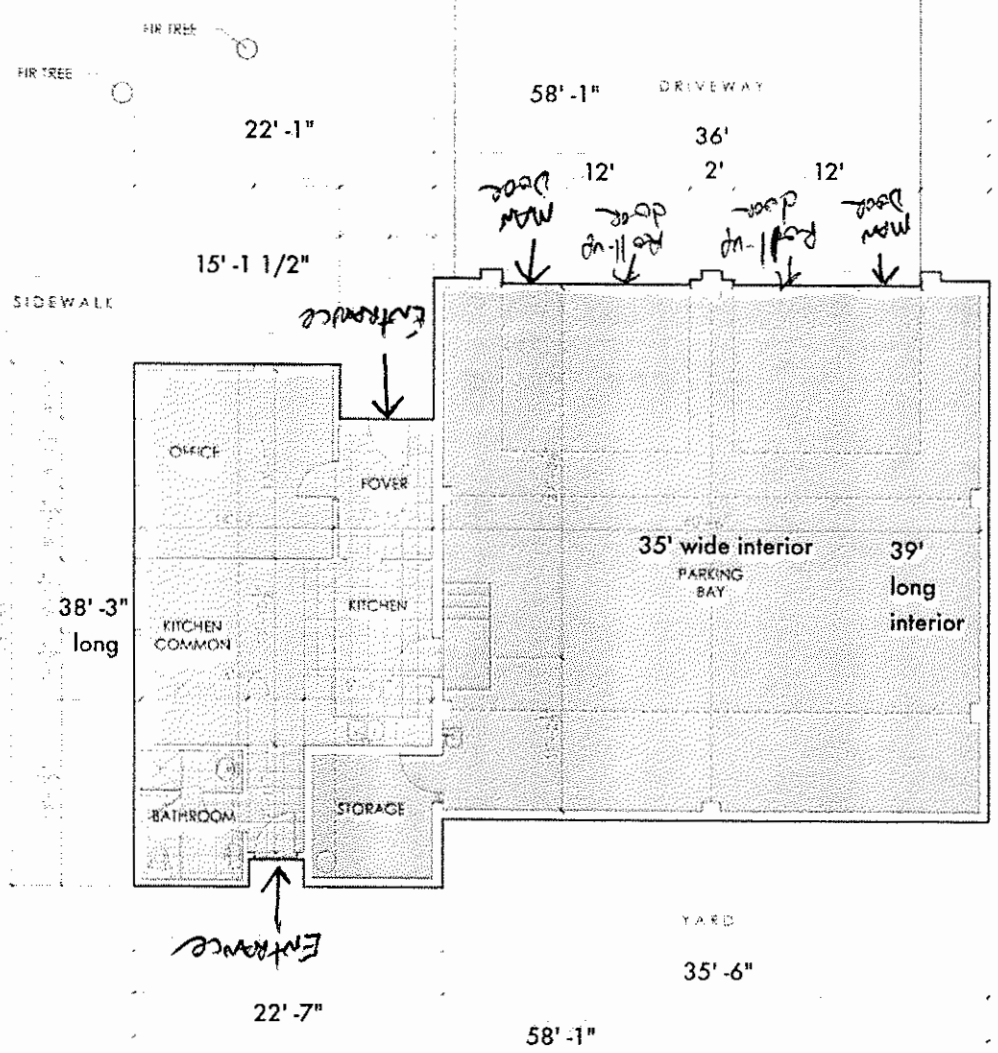 FIR TREE
FIR TREE
58' -1"
DRIVEWAY
22' -1"
36'
12'
2'
12'
MAN
Door
Roll-up
door
Roll-up
door
MAN
Door
15' -1 1/2"
SIDEWALK
Entrance
OFFICE
FOYER
35' wide interior
PARKING
BAY
39'
long
interior
38' -3"
long
KITCHEN
KITCHEN
COMMON
BATHROOM
STORAGE
Entrance
YARD
35' -6"
22' -7"
58' -1"